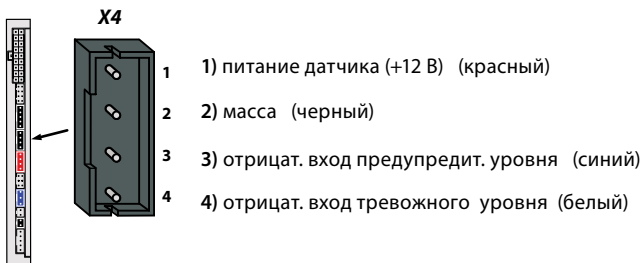 X4
1
2
3
4
1) питание датчика (+12 В) (красный)
2) масса (черный)
3) отрицат. вход предупредит. уровня (синий)
4) отрицат. вход тревожного уровня (белый)